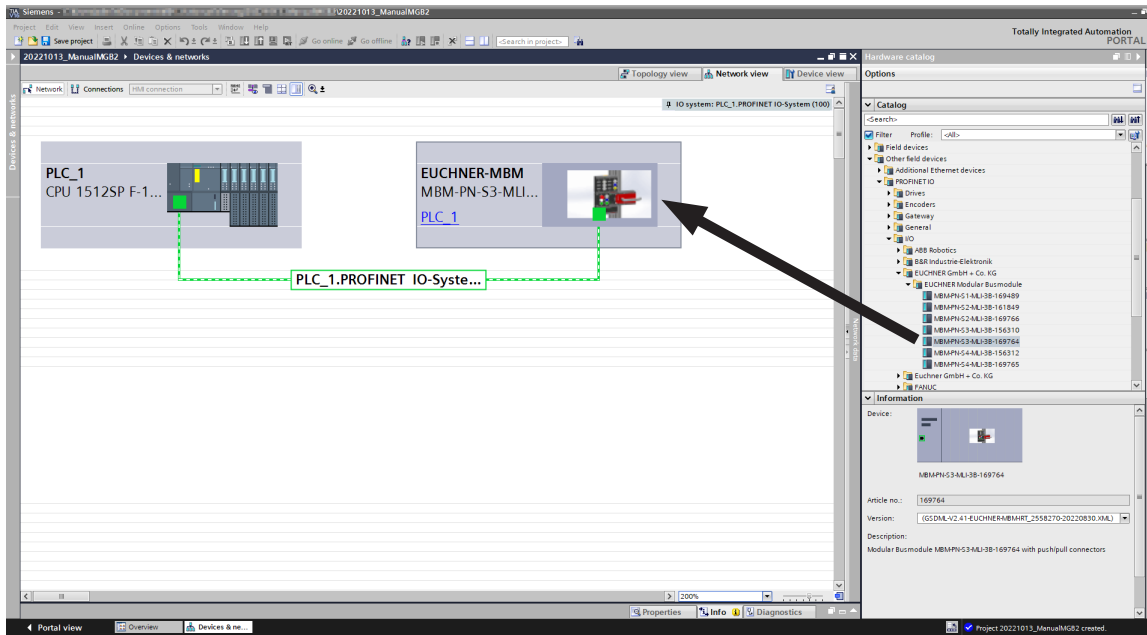 Siemens -
\20221013_ManualMGB2
Project Edit View Insert Online Options Tools Window Help
Totally Integrated Automation
PORTAL
Save project
Go online
Go offline
<Search in project>
20221013_ManualMGB2 ▸ Devices & networks
Hardware catalog
Topology view
Network view
Device view
Options
Network
Connections
HMI connection
IO system: PLC_1.PROFINET IO-System (100)
Devices & networks
PLC_1
CPU 1512SP F-1...
EUCHNER-MBM
MBM-PN-S3-MLI...
PLC_1
PLC_1.PROFINET IO-Syste...
200%
Properties
Info
Diagnostics
Catalog
<Search>
Filter
Profile:
<All>
Field devices
Other field devices
Additional Ethernet devices
PROFINET IO
Drives
Encoders
Gateway
General
I/O
ABB Robotics
B&R Industrie-Elektronik
EUCHNER GmbH + Co. KG
EUCHNER Modular Busmodule
MBM-PN-S1-MLI-3B-169489
MBM-PN-S2-MLI-3B-161849
MBM-PN-S2-MLI-3B-169766
MBM-PN-S3-MLI-3B-156310
MBM-PN-S3-MLI-3B-169764
MBM-PN-S4-MLI-3B-156312
MBM-PN-S4-MLI-3B-169765
Euchner GmbH + Co. KG
FANUC
Information
Device:
MBM-PN-S3-MLI-3B-169764
Article no.:
169764
Version:
(GSDML-V2.41-EUCHNER-MBM-IRT_2558270-20220830.XML)
Description:
Modular Busmodule MBM-PN-S3-MLI-3B-169764 with push/pull connectors
Portal view
Overview
Devices & ne...
Project 20221013_ManualMGB2 created.